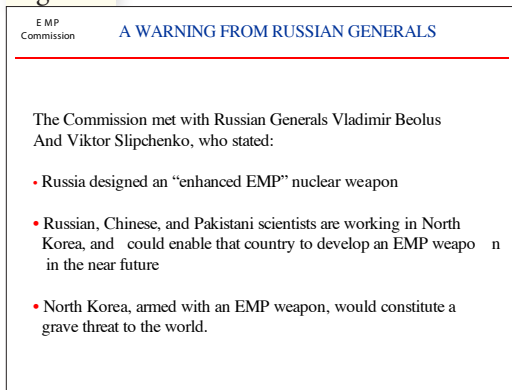 EMP
Commission
A WARNING FROM RUSSIAN GENERALS
The Commission met with Russian Generals Vladimir Beolus
And Viktor Slipchenko, who stated:
• Russia designed an “enhanced EMP” nuclear weapon
• Russian, Chinese, and Pakistani scientists are working in North
Korea, and could enable that country to develop an EMP weapo n
in the near future
• North Korea, armed with an EMP weapon, would constitute a
grave threat to the world.